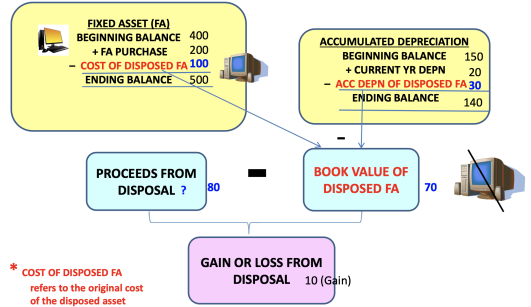 FIXED ASSET (FA)
BEGINNING BALANCE 400
+ FA PURCHASE 200
– COST OF DISPOSED FA 100
ENDING BALANCE 500
ACCUMULATED DEPRECIATION
BEGINNING BALANCE 150
+ CURRENT YR DEPN 20
– ACC DEPN OF DISPOSED FA 30
ENDING BALANCE 140
–
PROCEEDS FROM
DISPOSAL ? 80
–
BOOK VALUE OF
DISPOSED FA 70
GAIN OR LOSS FROM
DISPOSAL 10 (Gain)
* COST OF DISPOSED FA
refers to the original cost
of the disposed asset